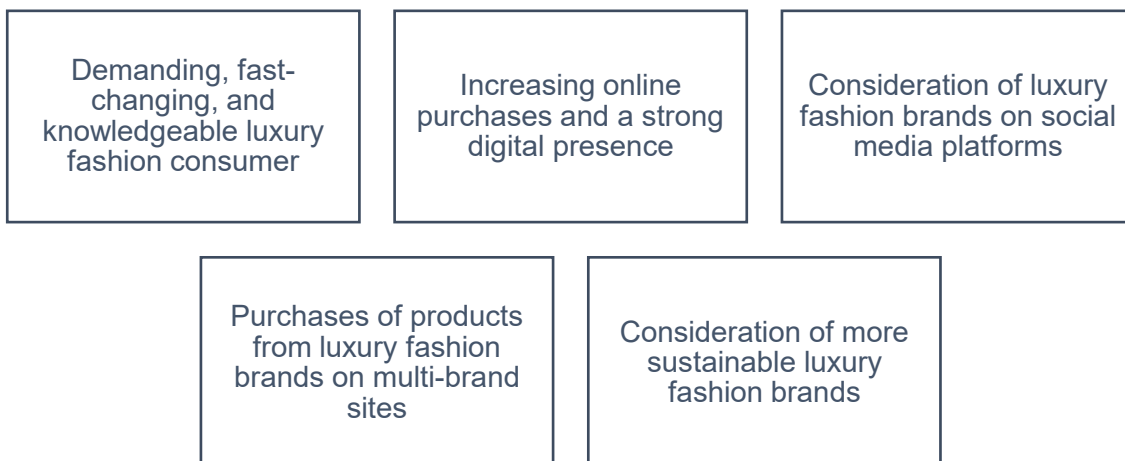 Demanding, fast-
changing, and
knowledgeable luxury
fashion consumer
Increasing online
purchases and a strong
digital presence
Consideration of luxury
fashion brands on social
media platforms
Purchases of products
from luxury fashion
brands on multi-brand
sites
Consideration of more
sustainable luxury
fashion brands